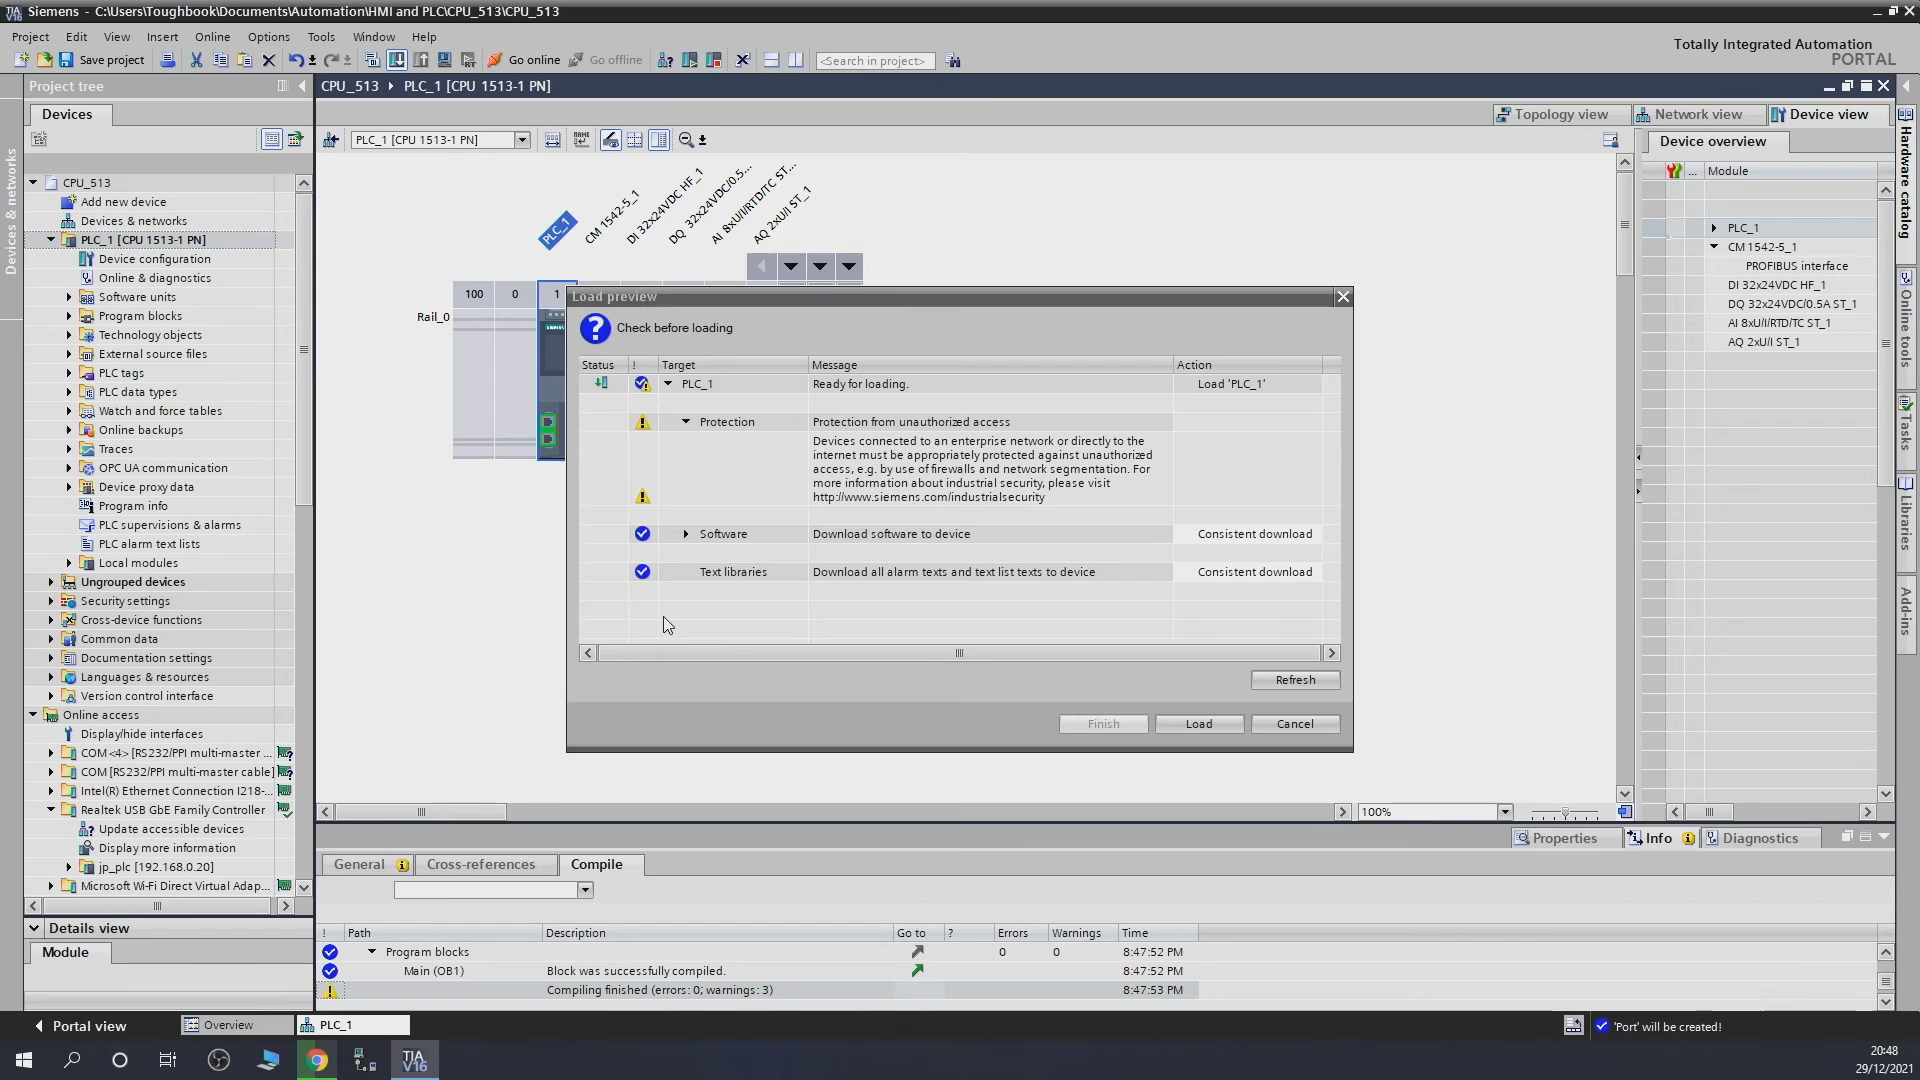 Siemens - C:\Users\Toughbook\Documents\Automation\HMI and PLC\CPU_513\CPU_513
Project Edit View Insert Online Options Tools Window Help
Totally Integrated Automation
PORTAL
Save project
Go online
Go offline
<Search in project>
Project tree
CPU_513 PLC_1 [CPU 1513-1 PN]
Devices
Topology view
Network view
Device view
PLC_1 [CPU 1513-1 PN]
Device overview
Devices & networks
CPU_513
Add new device
Devices & networks
PLC_1 [CPU 1513-1 PN]
Device configuration
Online & diagnostics
Software units
Program blocks
Technology objects
External source files
PLC tags
PLC data types
Watch and force tables
Online backups
Traces
OPC UA communication
Device proxy data
Program info
PLC supervisions & alarms
PLC alarm text lists
Local modules
Ungrouped devices
Security settings
Cross-device functions
Common data
Documentation settings
Languages & resources
Version control interface
Online access
Display/hide interfaces
COM <4> [RS232/PPI multi-master ...
COM [RS232/PPI multi-master cable]
Intel(R) Ethernet Connection I218-...
Realtek USB GbE Family Controller
Update accessible devices
Display more information
jp_plc [192.168.0.20]
Microsoft Wi-Fi Direct Virtual Adap...
Details view
Module
PLC_1
CM 1542-5_1
DI 32x24VDC HF_1
DQ 32x24VDC/0.5...
AI 8xU/I/RTD/TC ST...
AQ 2xU/I ST_1
100 0 1
Rail_0
Load preview
Check before loading
Status ! Target Message Action
PLC_1 Ready for loading. Load 'PLC_1'
Protection Protection from unauthorized access
Devices connected to an enterprise network or directly to the
internet must be appropriately protected against unauthorized
access, e.g. by use of firewalls and network segmentation. For
more information about industrial security, please visit
http://www.siemens.com/industrialsecurity
Software Download software to device Consistent download
Text libraries Download all alarm texts and text list texts to device Consistent download
Refresh
Finish Load Cancel
... Module
PLC_1
CM 1542-5_1
PROFIBUS interface
DI 32x24VDC HF_1
DQ 32x24VDC/0.5A ST_1
AI 8xU/I/RTD/TC ST_1
AQ 2xU/I ST_1
Hardware catalog
Online tools
Tasks
Libraries
Add-ins
100%
Properties Info Diagnostics
General Cross-references Compile
! Path Description Go to ? Errors Warnings Time
Program blocks 0 0 8:47:52 PM
Main (OB1) Block was successfully compiled. 8:47:52 PM
Compiling finished (errors: 0; warnings: 3) 8:47:53 PM
Portal view Overview PLC_1
'Port' will be created!
TIA
V16
20:48
29/12/2021